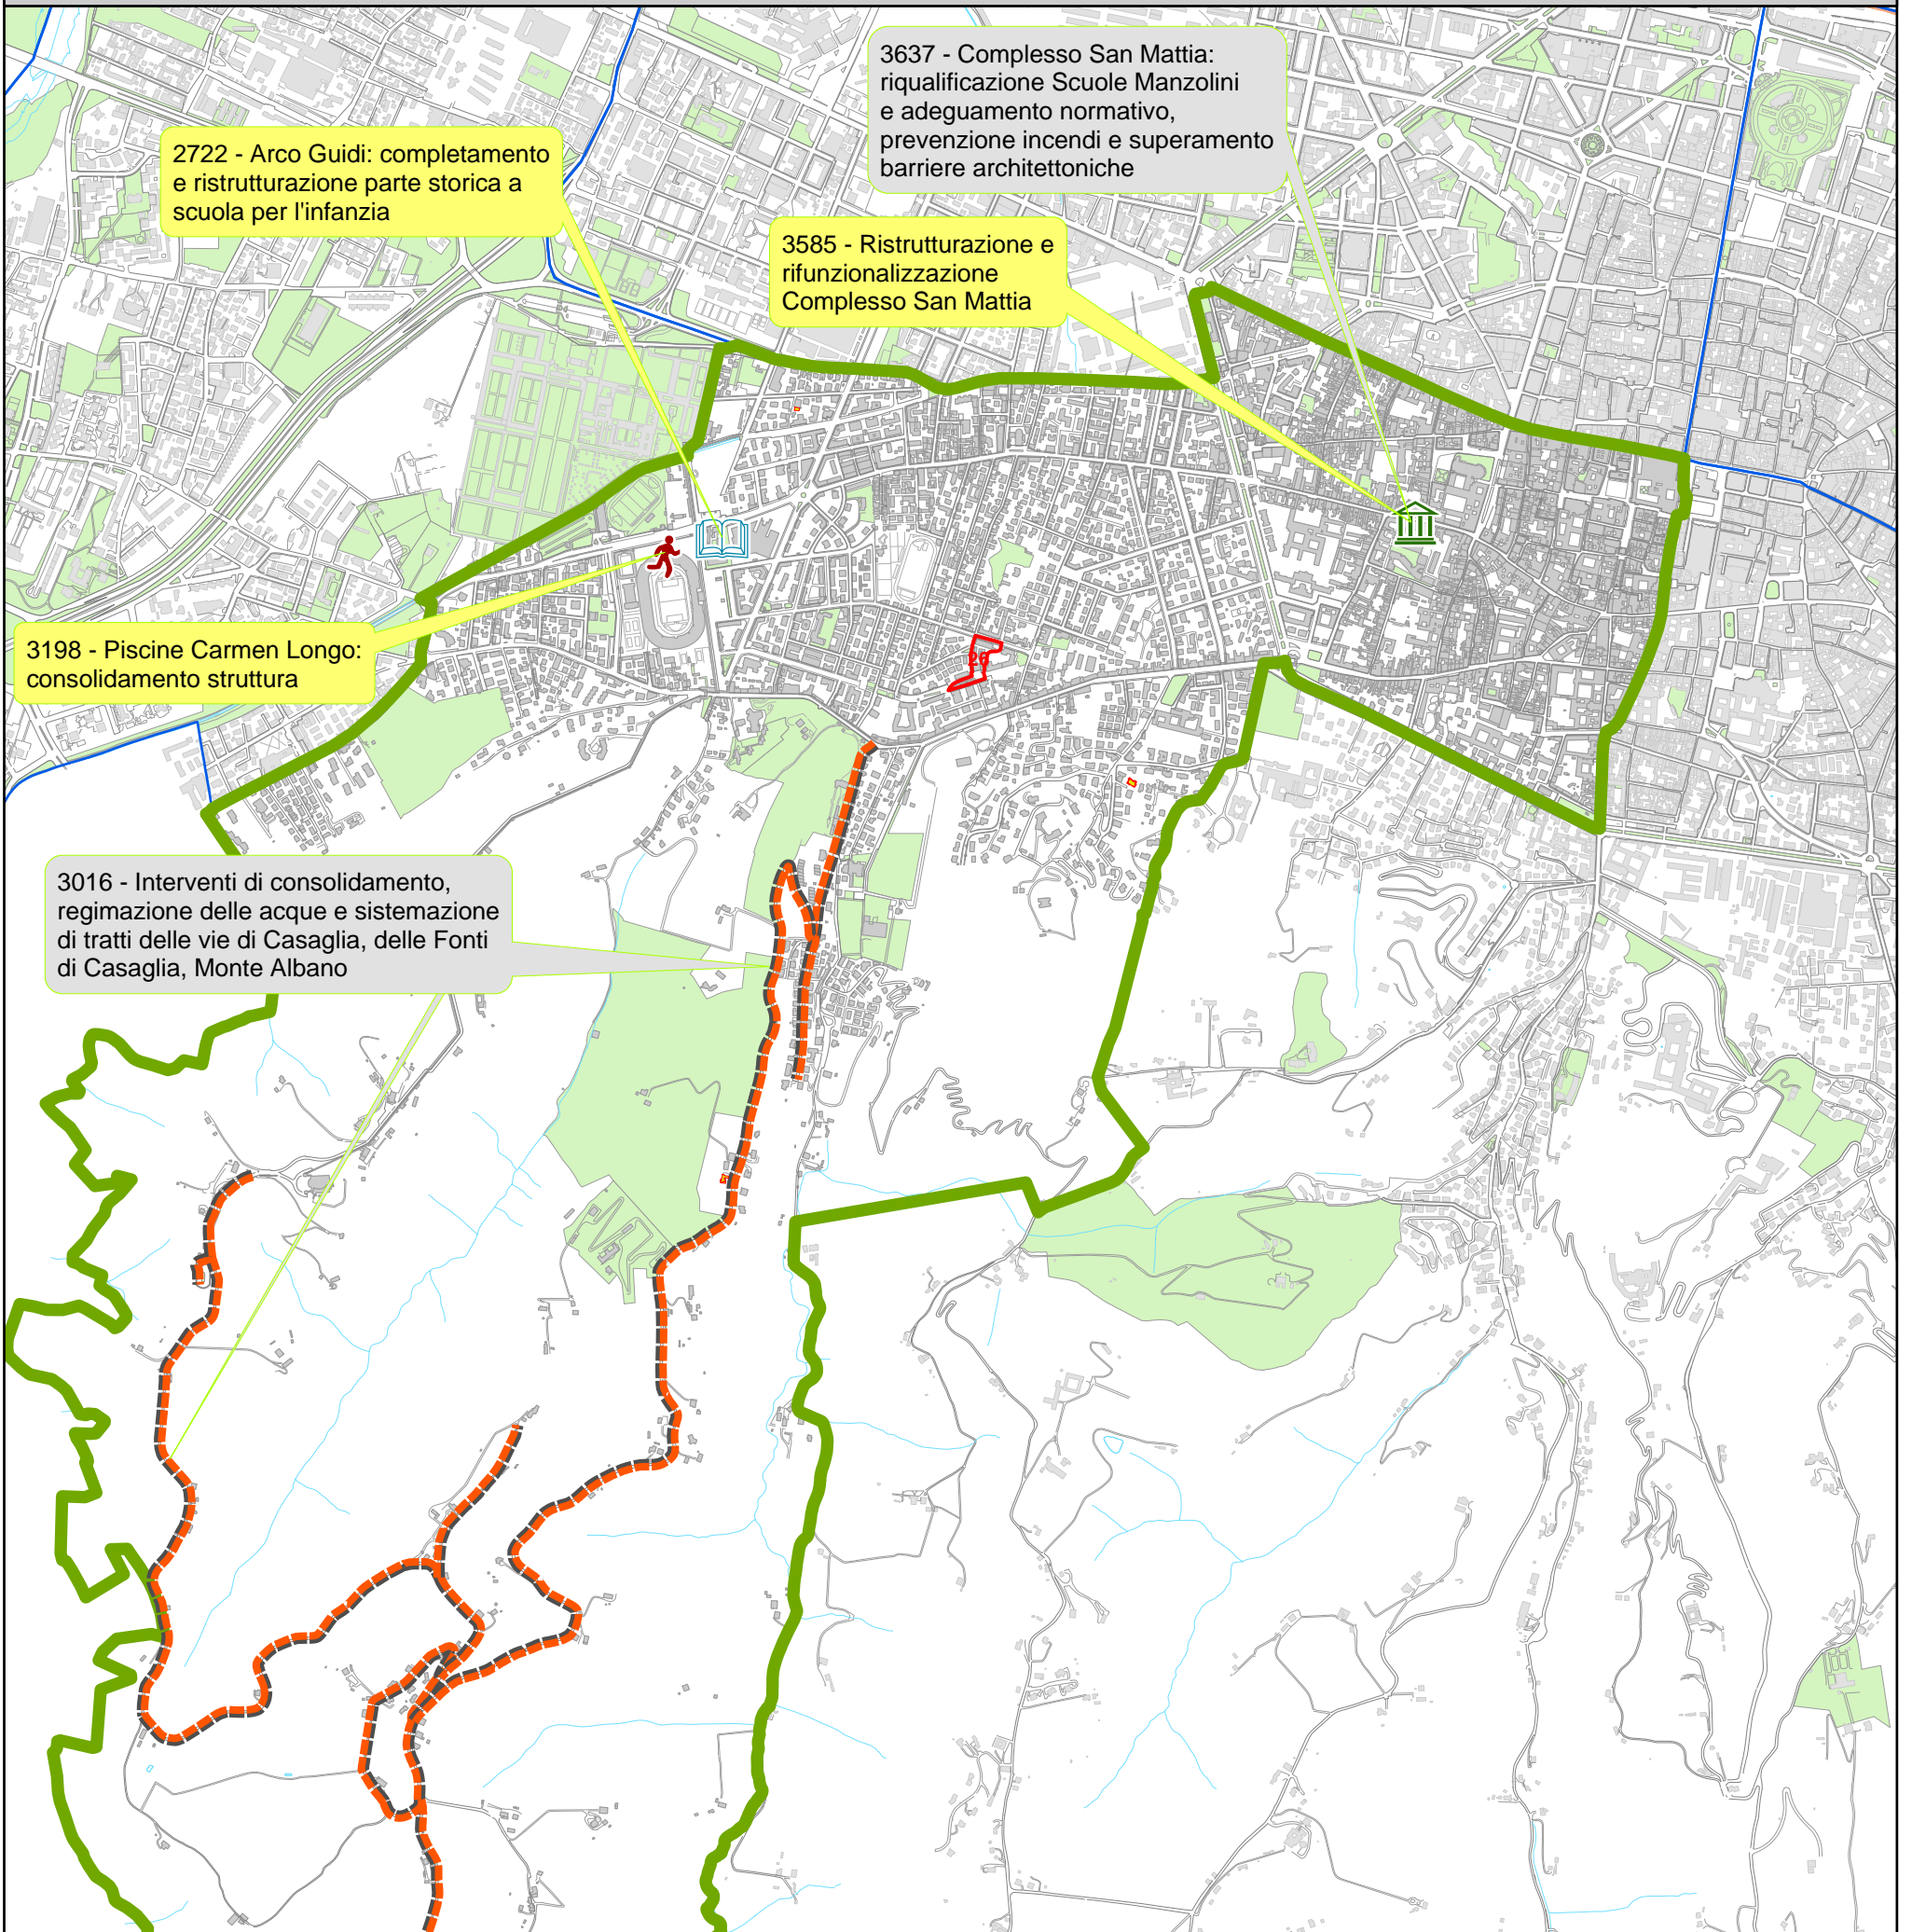 3637 - Complesso San Mattia:
riqualificazione Scuole Manzolini
e adeguamento normativo,
prevenzione incendi e superamento
barriere architettoniche
2722 - Arco Guidi: completamento
e ristrutturazione parte storica a
scuola per l'infanzia
3585 - Ristrutturazione e
rifunzionalizzazione
Complesso San Mattia
3198 - Piscine Carmen Longo:
consolidamento struttura
26
3016 - Interventi di consolidamento,
regimazione delle acque e sistemazione
di tratti delle vie di Casaglia, delle Fonti
di Casaglia, Monte Albano